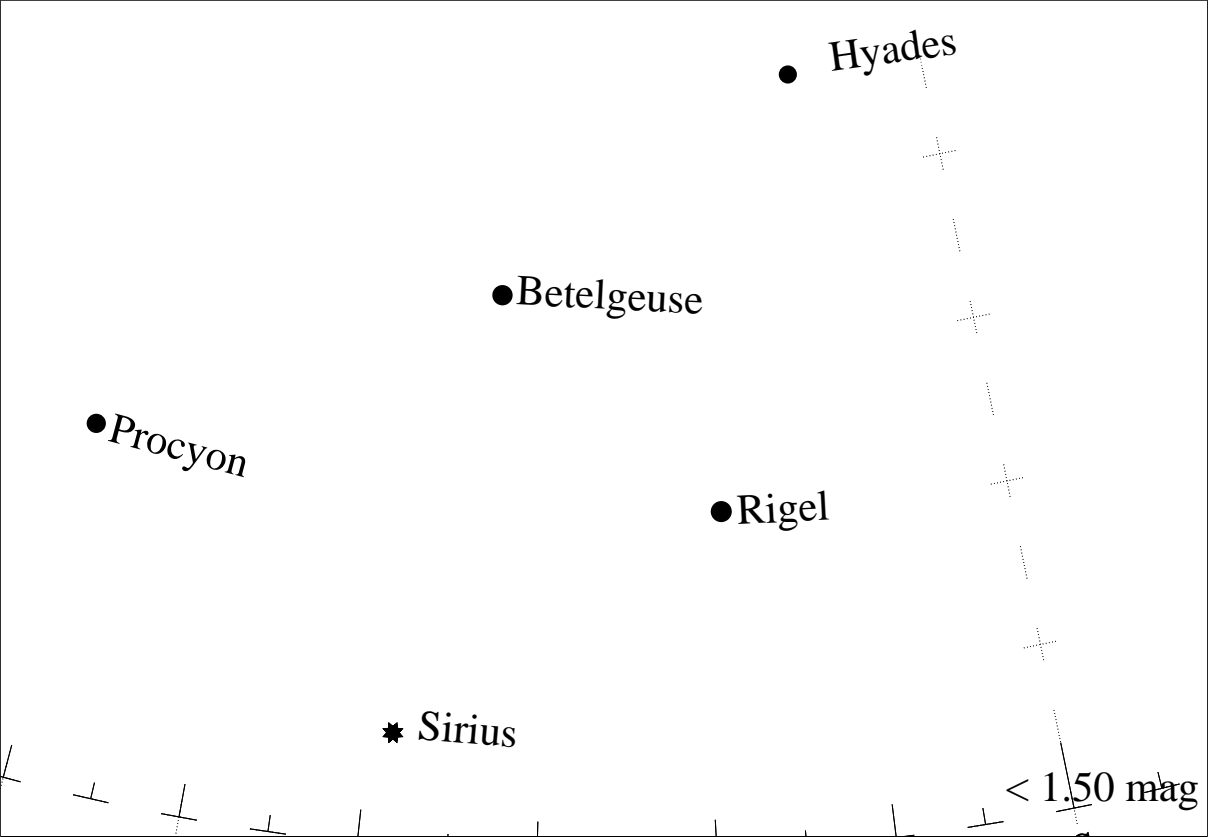 Hyades
Betelgeuse
Procyon
Rigel
Sirius
< 1.50 mag